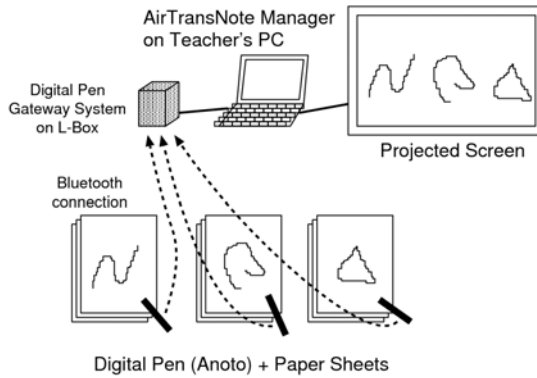 AirTransNote Manager
on Teacher's PC
Digital Pen
Gateway System
on L-Box
Projected Screen
Bluetooth
connection
Digital Pen (Anoto) + Paper Sheets